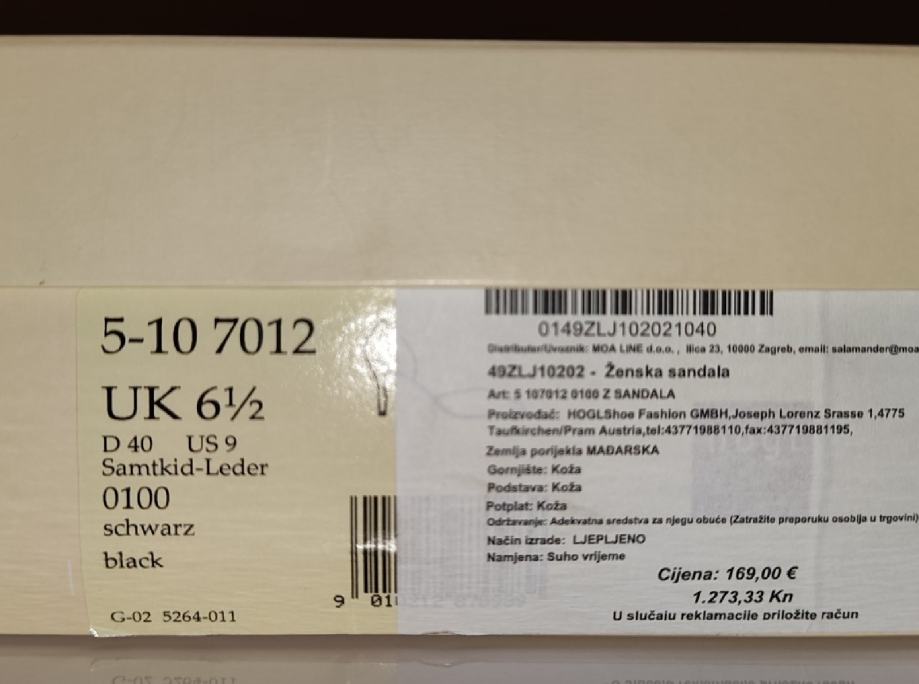 5-10 7012
UK 6½
D 40 US 9
Samtkid-Leder
0100
schwarz
black
G-02 5264-011
9 01
0149ZLJ102021040
Distributer/Uvoznik: MOA LINE d.o.o. , Ilica 23, 10000 Zagreb, email: salamander@moa
49ZLJ10202 - Ženska sandala
Art: 5 107012 0100 Z SANDALA
Proizvođač: HOGLShoe Fashion GMBH,Joseph Lorenz Srasse 1,4775
Taufkirchen/Pram Austria,tel:43771988110,fax:437719881195,
Zemlja porijekla MAĐARSKA
Gornjište: Koža
Podstava: Koža
Potplat: Koža
Održavanje: Adekvatna sredstva za njegu obuće (Zatražite preporuku osoblja u trgovini)
Način izrade: LJEPLJENO
Namjena: Suho vrijeme
Cijena: 169,00 €
1.273,33 Kn
U slučaju reklamacije priložite račun